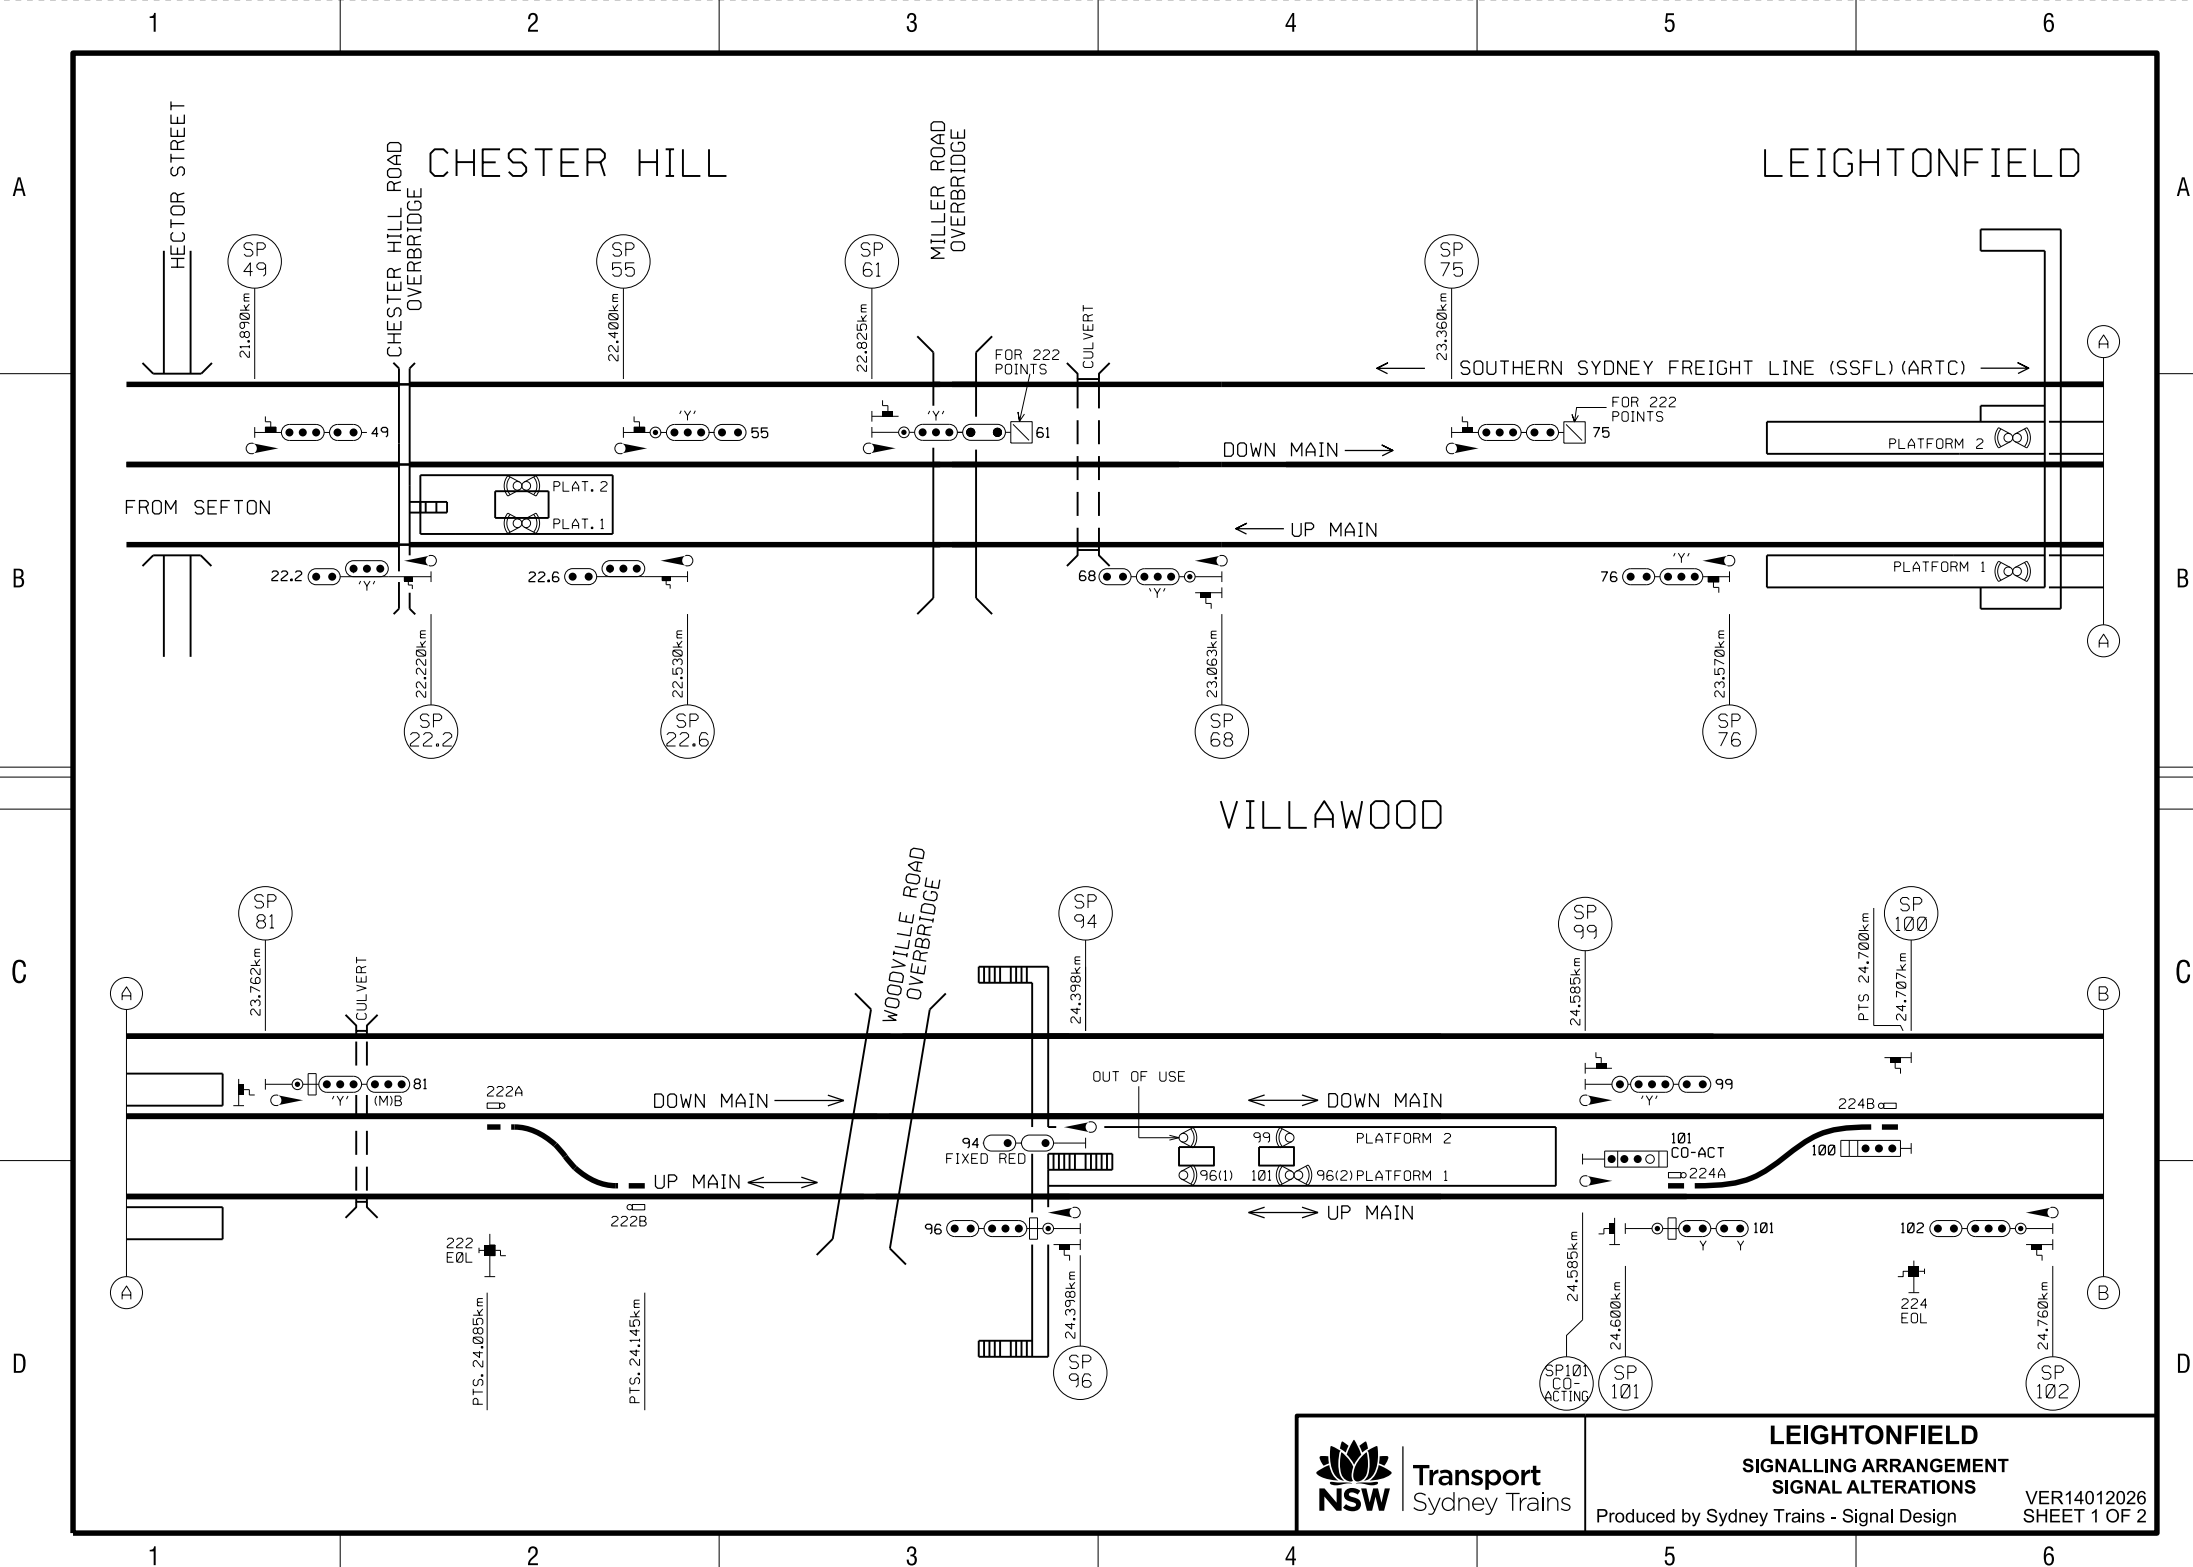 1 2 3 4 5 6
A A
B B
C C
D D
HECTOR STREET
CHESTER HILL ROAD
OVERBRIDGE
CHESTER HILL
MILLER ROAD
OVERBRIDGE
LEIGHTONFIELD
SP
49
21.890km
SP
55
22.400km
SP
61
22.825km
SP
75
23.360km
FOR 222
POINTS
CULVERT
SOUTHERN SYDNEY FREIGHT LINE (SSFL) (ARTC)
A
49
'Y'
55
'Y'
61
FOR 222
POINTS
75
DOWN MAIN
PLATFORM 2
FROM SEFTON
PLAT. 2
PLAT. 1
UP MAIN
22.2
'Y'
22.6
68
'Y'
76
'Y'
PLATFORM 1
22.220km
SP
22.2
22.530km
SP
22.6
23.063km
SP
68
23.570km
SP
76
A
VILLAWOOD
SP
81
23.762km
CULVERT
WOODVILLE ROAD
OVERBRIDGE
SP
94
24.398km
SP
99
24.585km
PTS 24.700km
SP
100
24.707km
A
B
81
'Y'
(M)B
222A
DOWN MAIN
OUT OF USE
DOWN MAIN
99
'Y'
224B
94
FIXED RED
99
PLATFORM 2
101
CO-ACT
100
UP MAIN
96(1)
101
96(2) PLATFORM 1
224A
222B
UP MAIN
96
101
Y Y
102
222
EØL
224
EOL
A
B
PTS. 24.085km
PTS. 24.145km
24.398km
SP
96
24.585km
SP101
CO-
ACTING
24.600km
SP
101
24.760km
SP
102
NSW
Transport
Sydney Trains
LEIGHTONFIELD
SIGNALLING ARRANGEMENT
SIGNAL ALTERATIONS
Produced by Sydney Trains - Signal Design
VER14012026
SHEET 1 OF 2
1 2 3 4 5 6